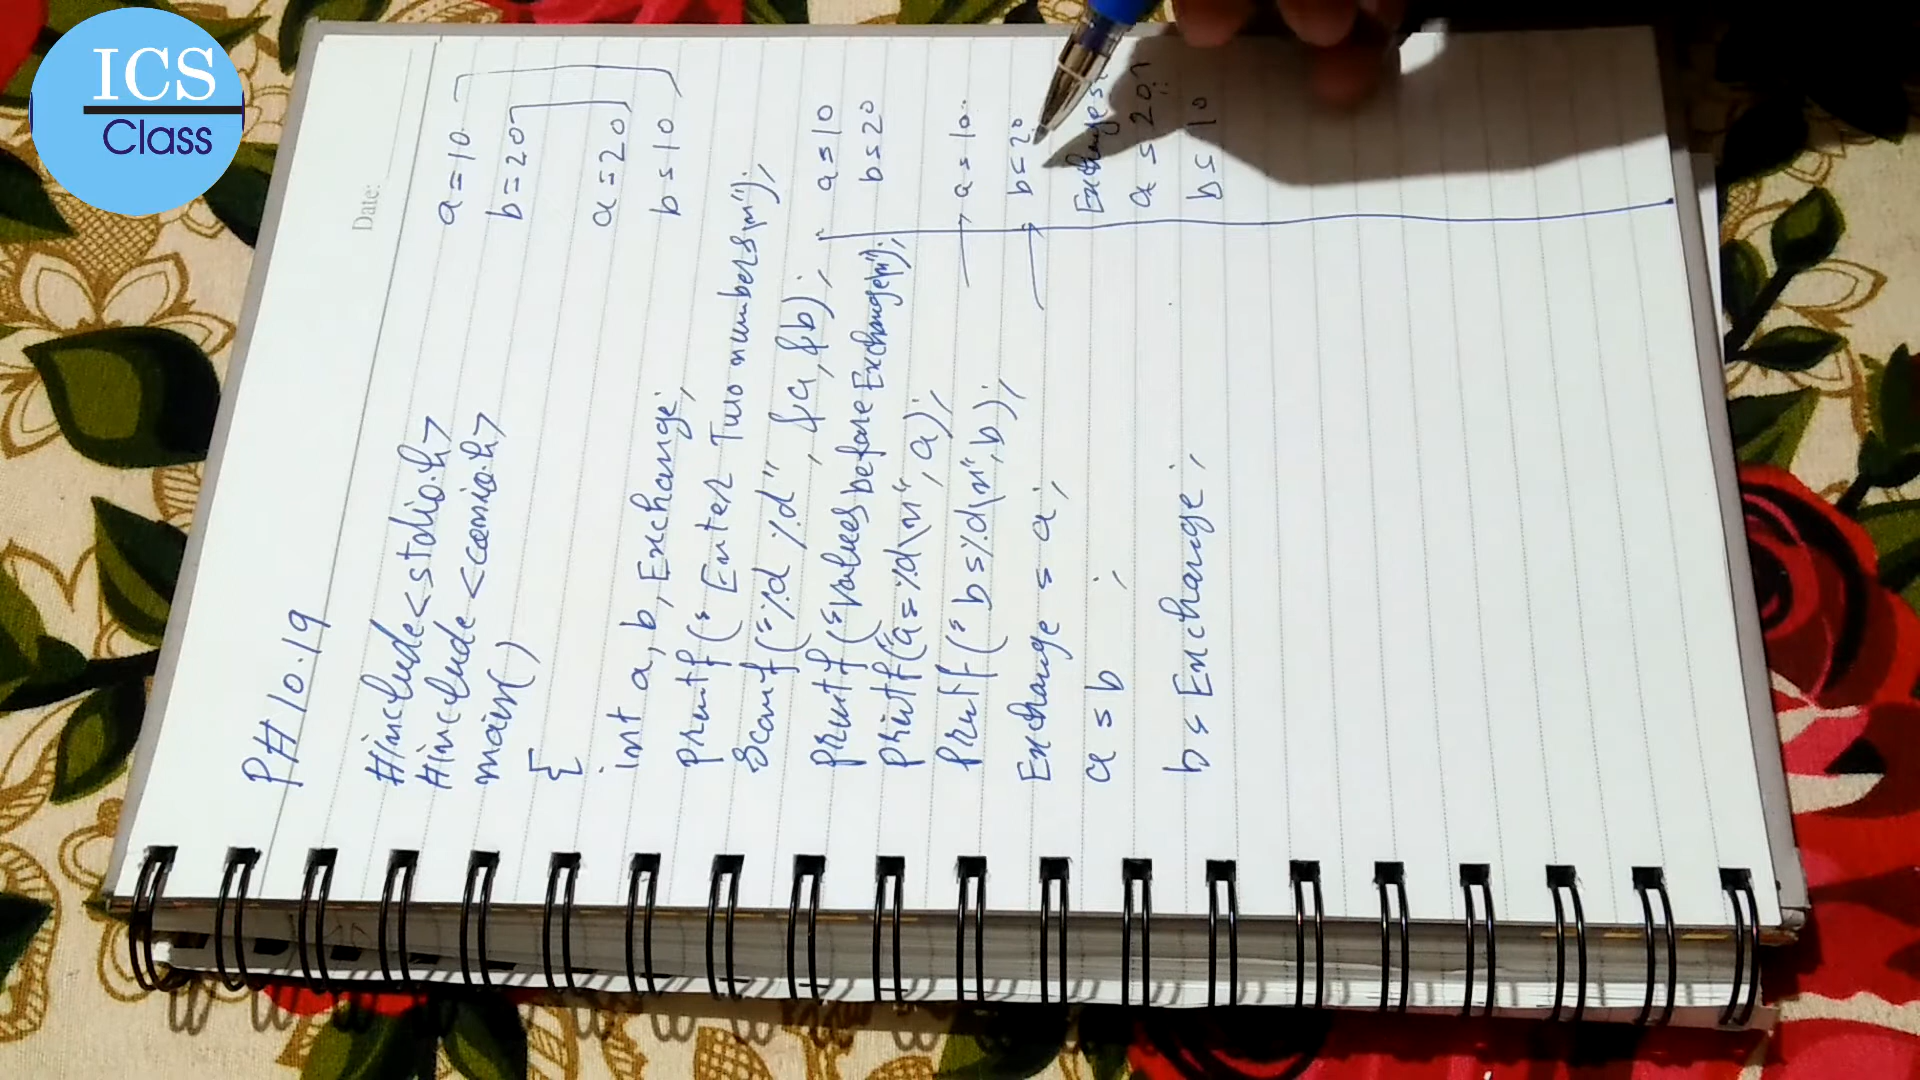 ICS
Class
Date:
P# 10.19
#include<stdio.h>
#include <conio.h>
main()
{
int a, b, Exchange;
printf(" Enter Two numbers\n");
Scanf("%d %d", &a, &b);
printf("values before Exchange\n");
printf("a=%d\n", a);
printf(" b=%d\n", b);
Exchange = a;
a = b ;
b = Exchange;
a=10
b=20
a=20
b=10
a=10
b=20
a=10
b=20
a=20
b=10